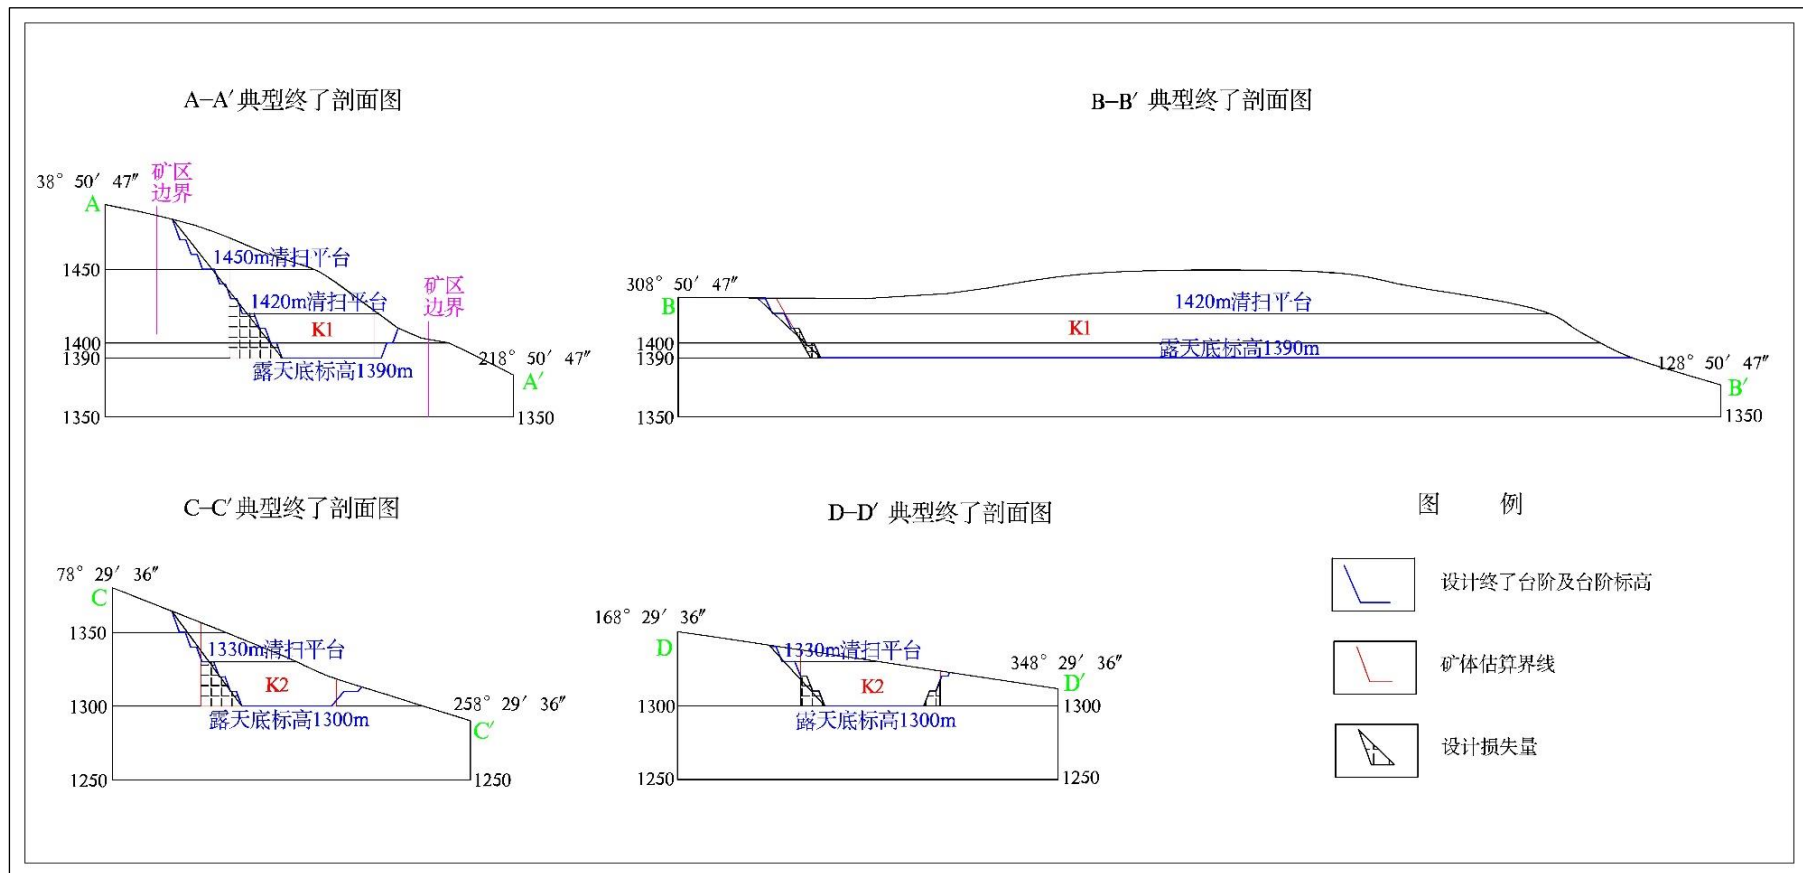 A–A′ 典型终了剖面图
B–B′ 典型终了剖面图
38° 50′ 47″
矿区
边界
A
1450m清扫平台
1450
矿区
边界
1420m清扫平台
K1
1400
1390
218° 50′ 47″
露天底标高1390m
A′
1350
1350
308° 50′ 47″
B
1420m清扫平台
K1
1400
露天底标高1390m
1390
128° 50′ 47″
B′
1350
1350
C–C′ 典型终了剖面图
78° 29′ 36″
C
1350
1330m清扫平台
K2
1300
258° 29′ 36″
露天底标高1300m
C′
1250
1250
D–D′ 典型终了剖面图
168° 29′ 36″
1350
D
1330m清扫平台
348° 29′ 36″
K2
D′
1300
1300
露天底标高1300m
1250
1250
图 例
设计终了台阶及台阶标高
矿体估算界线
设计损失量